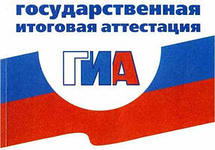 государственная
итоговая аттестация
ГИА